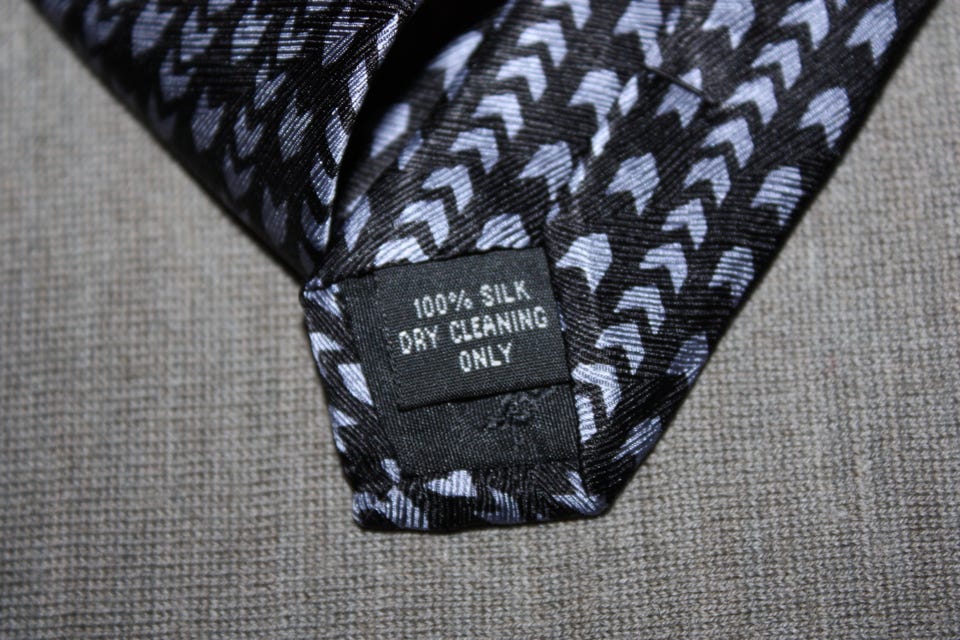 100% SILK
DRY CLEANING
ONLY